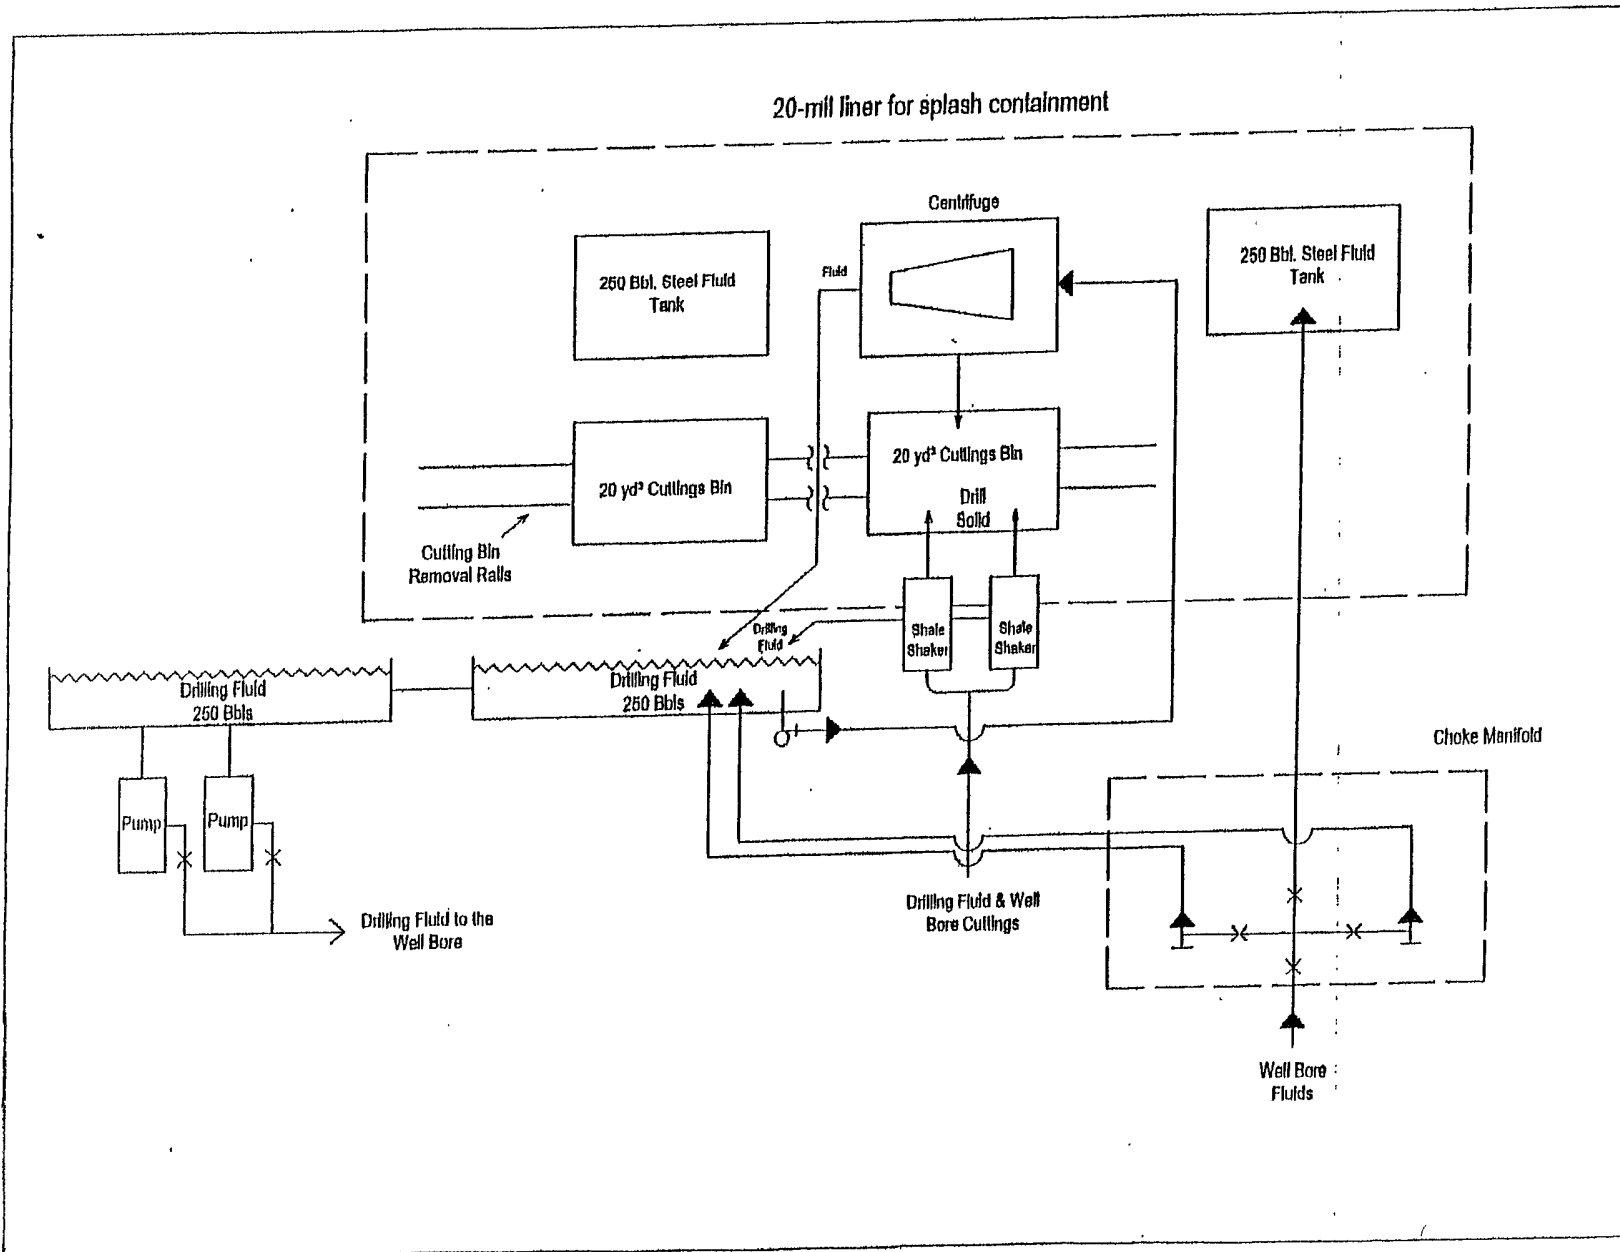 20-mil liner for splash containment
Centrifuge
250 Bbl. Steel Fluid
Tank
Fluid
250 Bbl. Steel Fluid
Tank
20 yd³ Cuttings Bin
20 yd³ Cuttings Bin
Drill
Solid
Cutting Bin
Removal Rails
Drilling
Fluid
Shale
Shaker
Shale
Shaker
Drilling Fluid
250 Bbls
Drilling Fluid
250 Bbls
Choke Manifold
Pump
Pump
Drilling Fluid to the
Well Bore
Drilling Fluid & Well
Bore Cuttings
Well Bore
Fluids